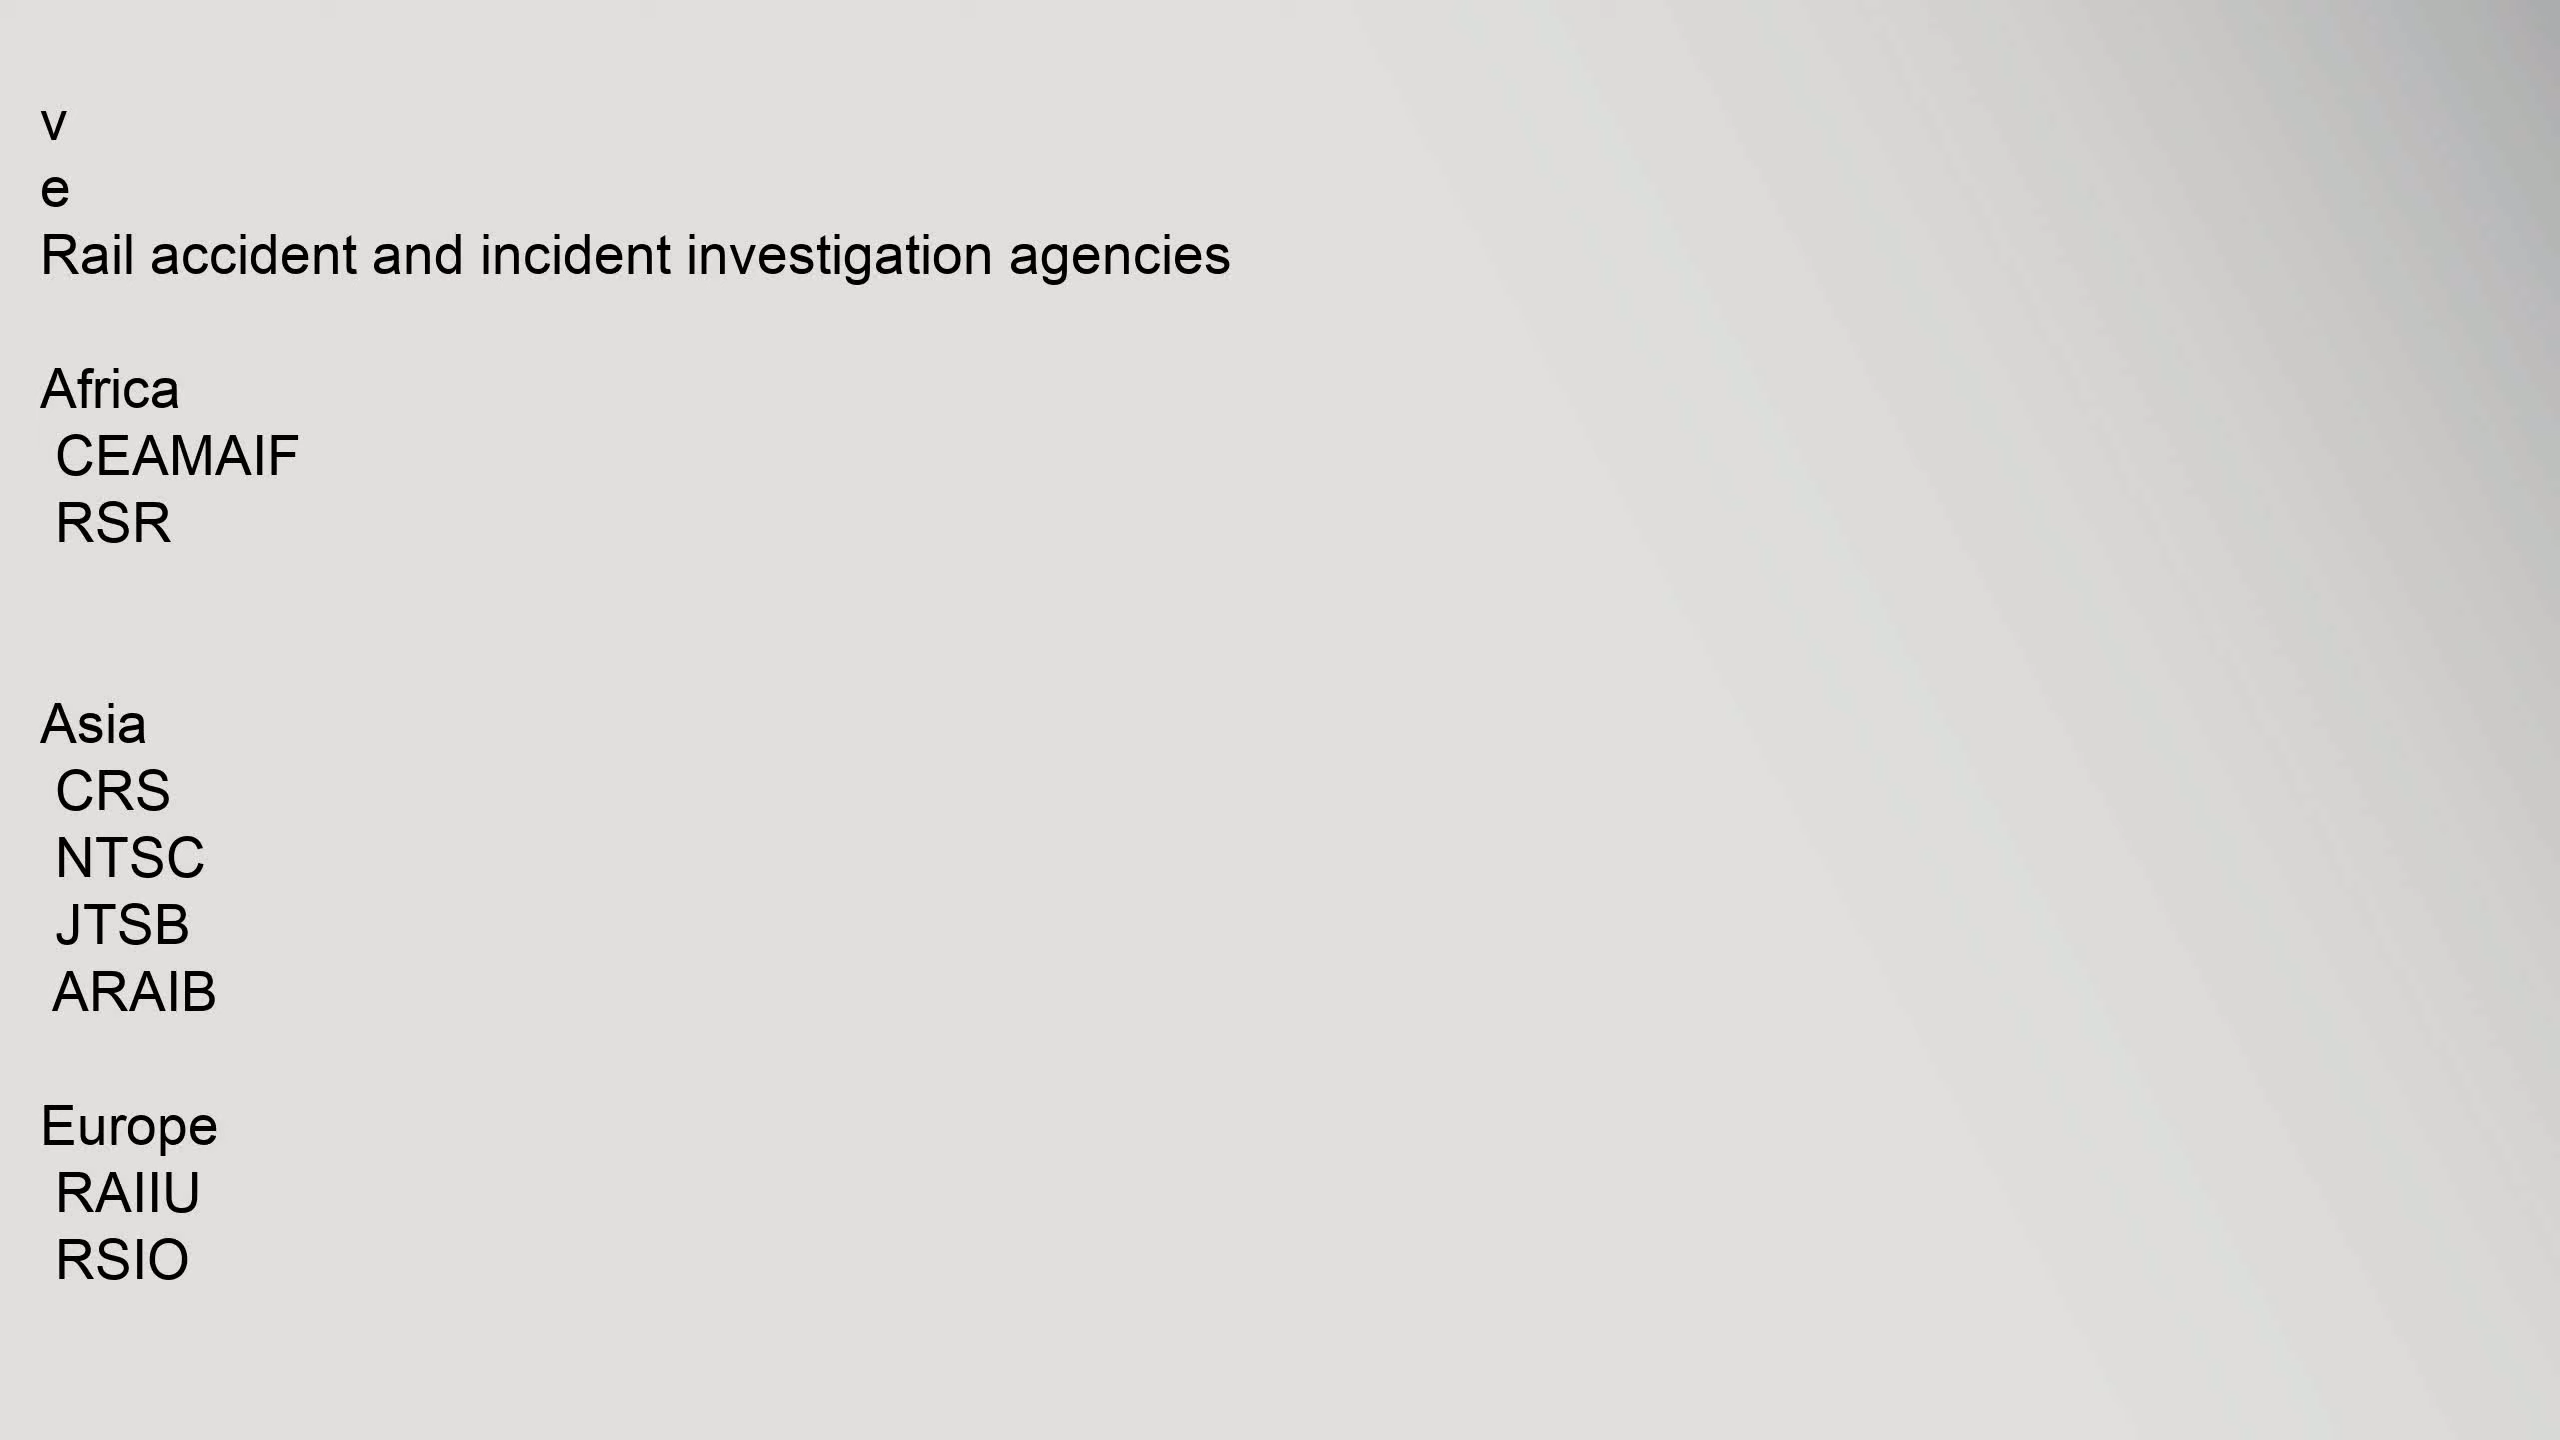 v
e
Rail accident and incident investigation agencies
Africa
CEAMAIF
RSR
Asia
CRS
NTSC
JTSB
ARAIB
Europe
RAIIU
RSIO